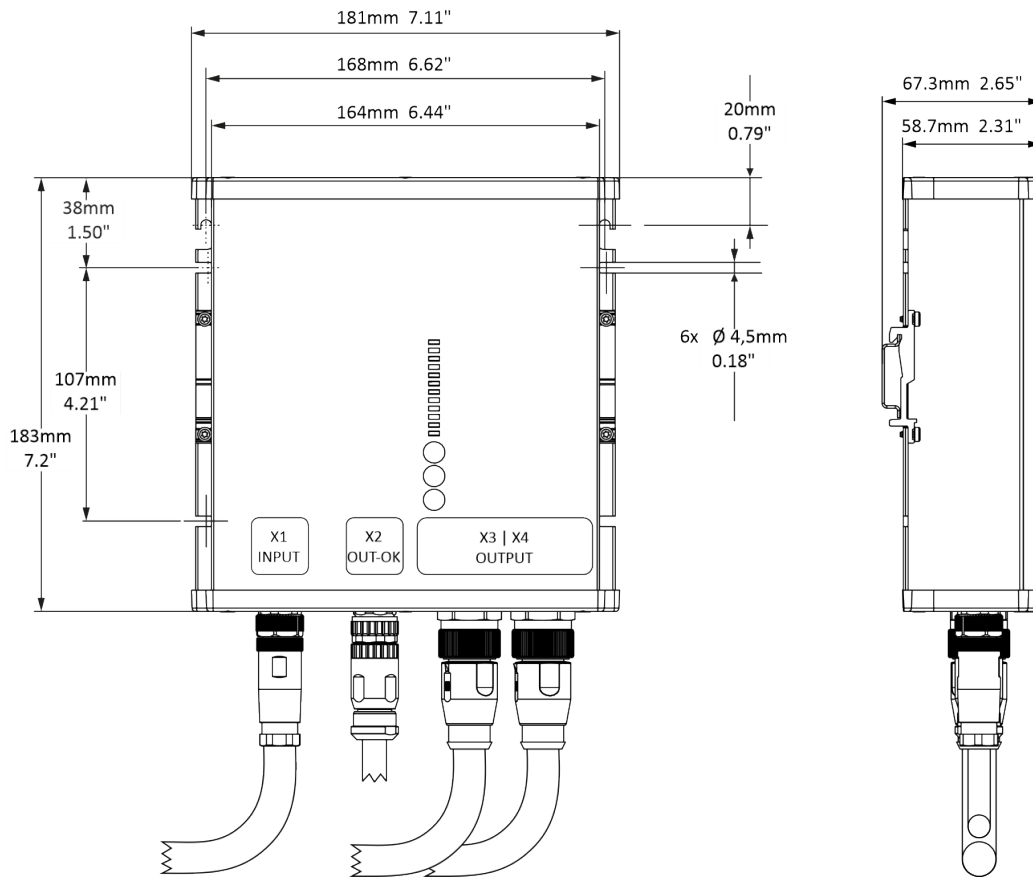 181mm 7.11"
168mm 6.62"
164mm 6.44"
20mm
0.79"
67.3mm 2.65"
58.7mm 2.31"
38mm
1.50"
6x Ø 4,5mm
0.18"
107mm
4.21"
183mm
7.2"
X1
INPUT
X2
OUT-OK
X3 | X4
OUTPUT